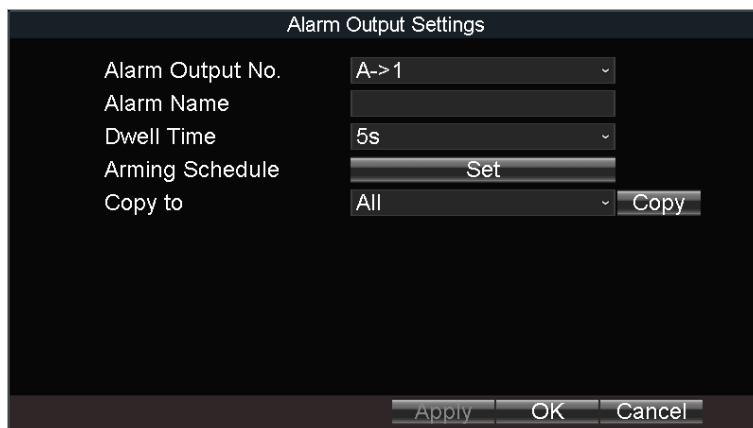 Alarm Output Settings
Alarm Output No. A->1
Alarm Name
Dwell Time 5s
Arming Schedule Set
Copy to All Copy
Apply OK Cancel